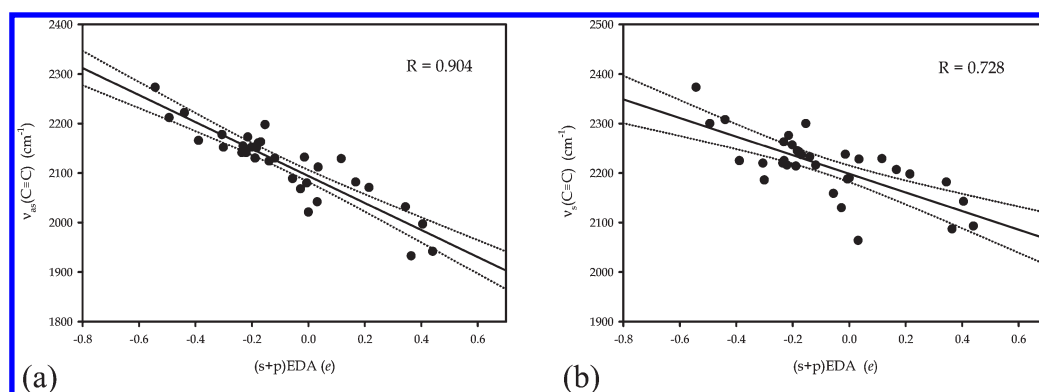 2400
2300
2200
2100
2000
1900
1800
-0.8 -0.6 -0.4 -0.2 0.0 0.2 0.4 0.6
νas(C≡C) (cm-1)
(s+p)EDA (e)
R = 0.904
(a)
2500
2400
2300
2200
2100
2000
1900
-0.8 -0.6 -0.4 -0.2 0.0 0.2 0.4 0.6
νs(C≡C) (cm-1)
(s+p)EDA (e)
R = 0.728
(b)